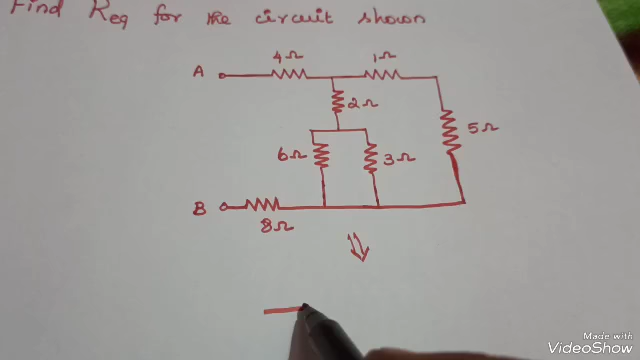 Find Req for the circuit shown
4Ω 1Ω
A
2Ω
5Ω
6Ω 3Ω
B
8Ω
Made with
VideoShow